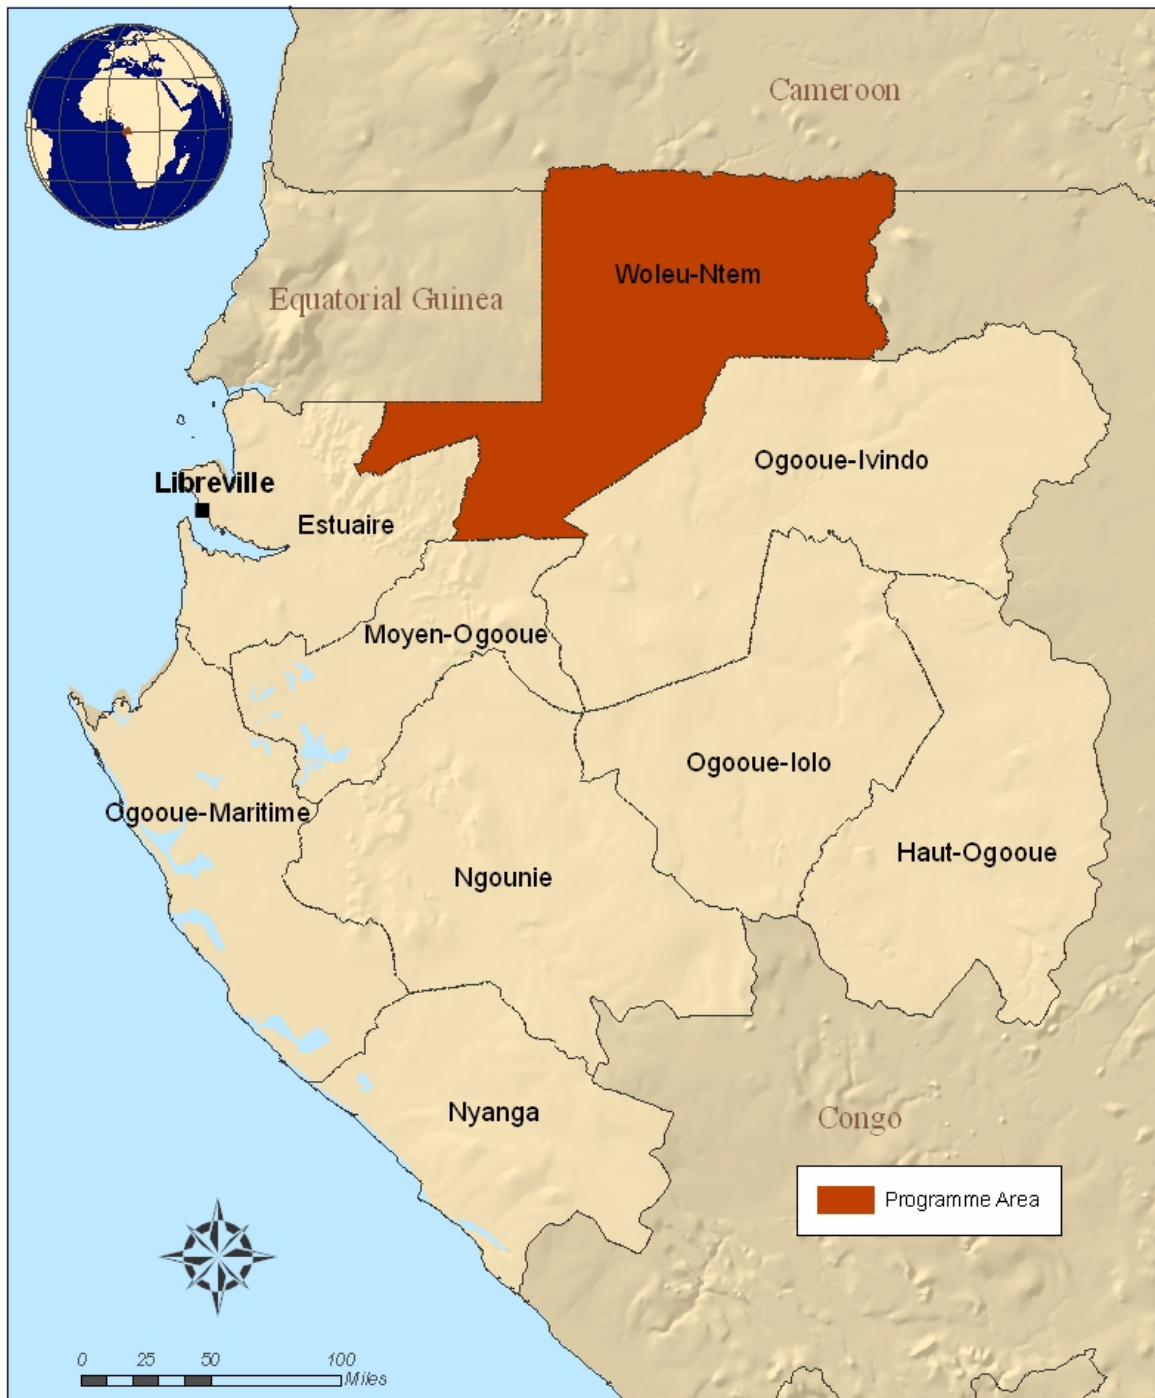 Cameroon
Woleu-Ntem
Equatorial Guinea
Ogooue-Ivindo
Libreville
Estuaire
Moyen-Ogooue
Ogooue-lolo
Ogooue-Maritime
Haut-Ogooue
Ngounie
Nyanga
Congo
Programme Area
0 25 50 100
Miles